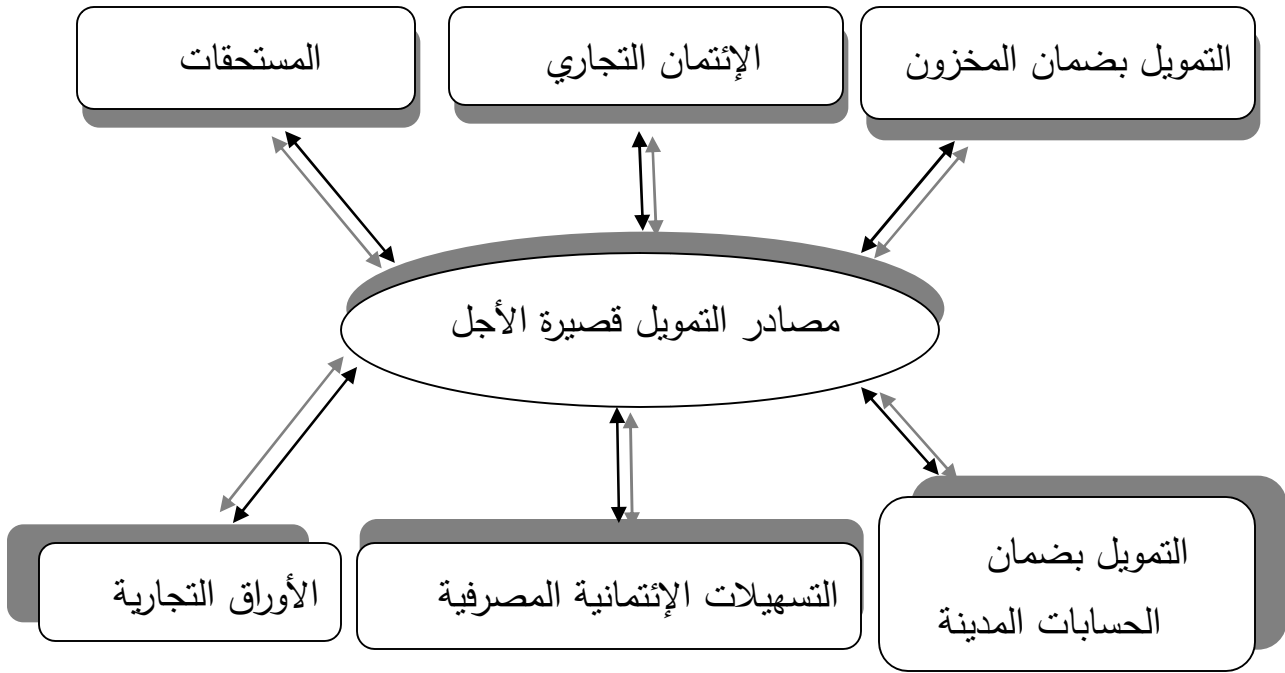 التمويل بضمان المخزون
الإئتمان التجاري
المستحقات
مصادر التمويل قصيرة الأجل
التمويل بضمان
الحسابات المدينة
التسهيلات الإئتمانية المصرفية
الأوراق التجارية